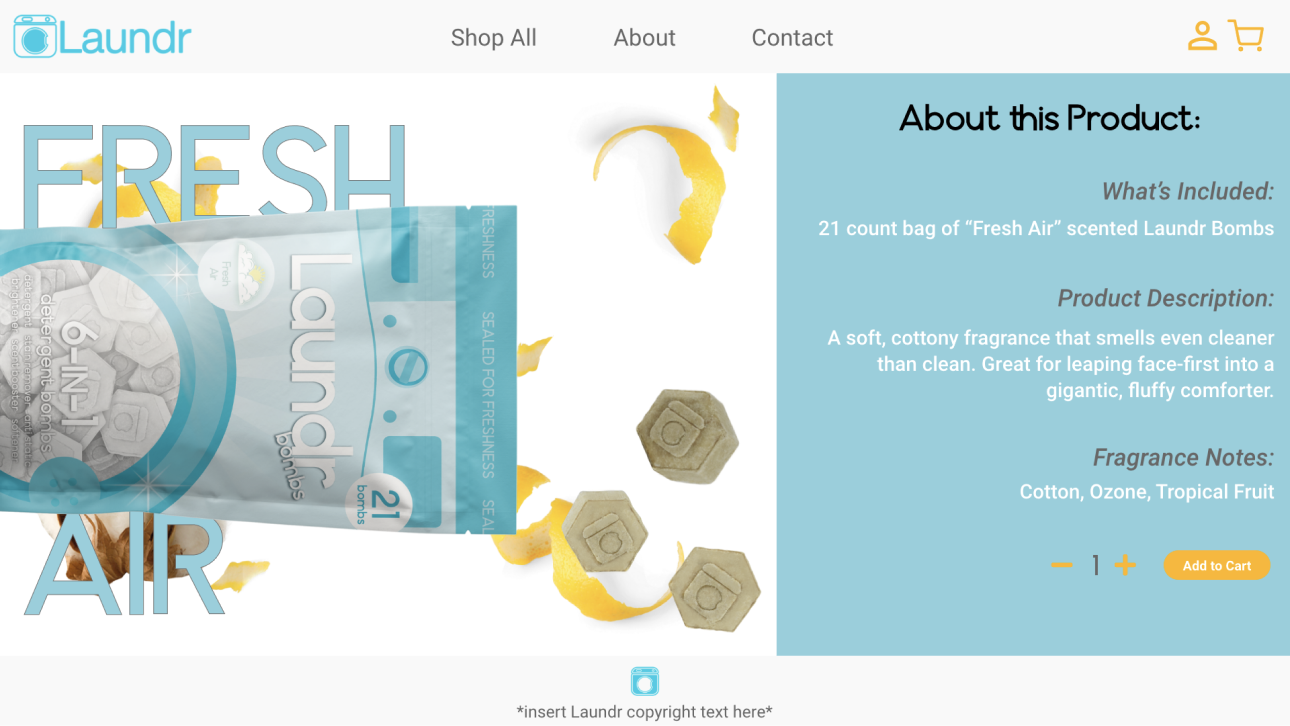 Laundr
Shop All
About
Contact
FRESH
AIR
Fresh
Air
Laundr
bombs
6-IN-1
detergent bombs
21
bombs
FRESHNESS
SEALED FOR FRESHNESS
SEAL
About this Product:
What’s Included:
21 count bag of “Fresh Air” scented Laundr Bombs
Product Description:
A soft, cottony fragrance that smells even cleaner
than clean. Great for leaping face-first into a
gigantic, fluffy comforter.
Fragrance Notes:
Cotton, Ozone, Tropical Fruit
1
Add to Cart
*insert Laundr copyright text here*